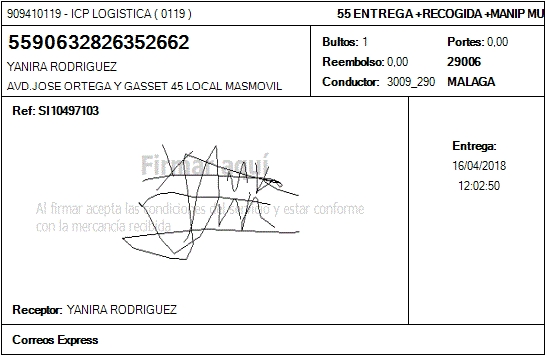 909410119 - ICP LOGISTICA ( 0119 )
55 ENTREGA +RECOGIDA +MANIP MU
5590632826352662
YANIRA RODRIGUEZ
AVD.JOSE ORTEGA Y GASSET 45 LOCAL MASMOVIL
Bultos: 1 Portes: 0,00
Reembolso: 0,00 29006
Conductor: 3009_290 MALAGA
Ref: SI10497103
Firmar aquí
Al firmar acepta las condiciones del servicio y estar conforme
con la mercancía recibida
Entrega:
16/04/2018
12:02:50
Receptor: YANIRA RODRIGUEZ
Correos Express